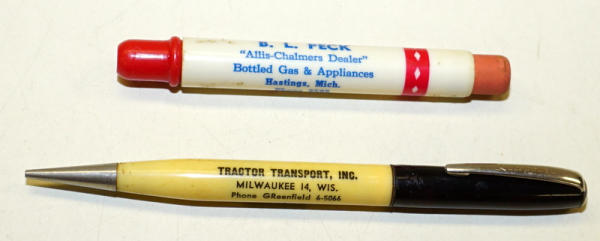 B. L. PECK
"Allis-Chalmers Dealer"
Bottled Gas & Appliances
Hastings, Mich.
TRACTOR TRANSPORT, INC.
MILWAUKEE 14, WIS.
Phone GReenfield 6-5066